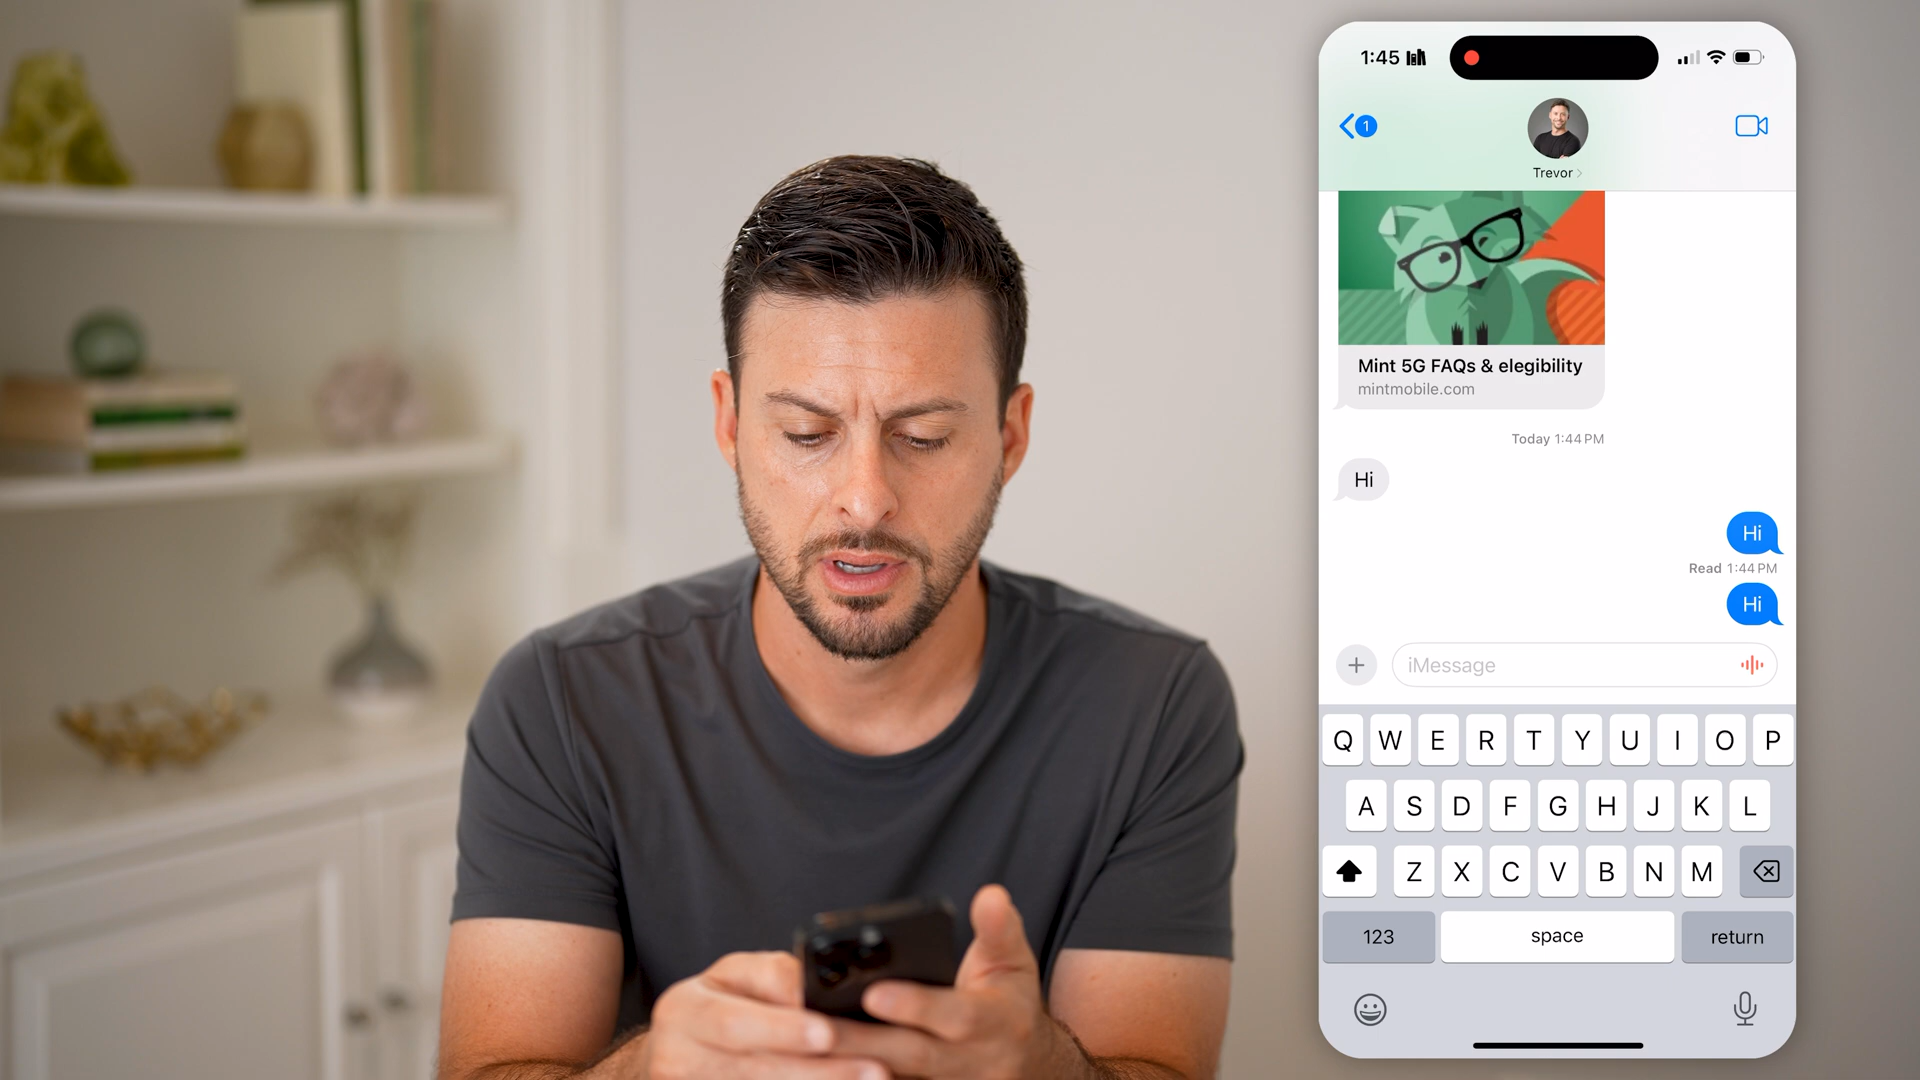 1:45
1
Trevor
Mint 5G FAQs & elegibility
mintmobile.com
Today 1:44 PM
Hi
Hi
Read 1:44 PM
Hi
iMessage
Q W E R T Y U I O P
A S D F G H J K L
Z X C V B N M
123 space return